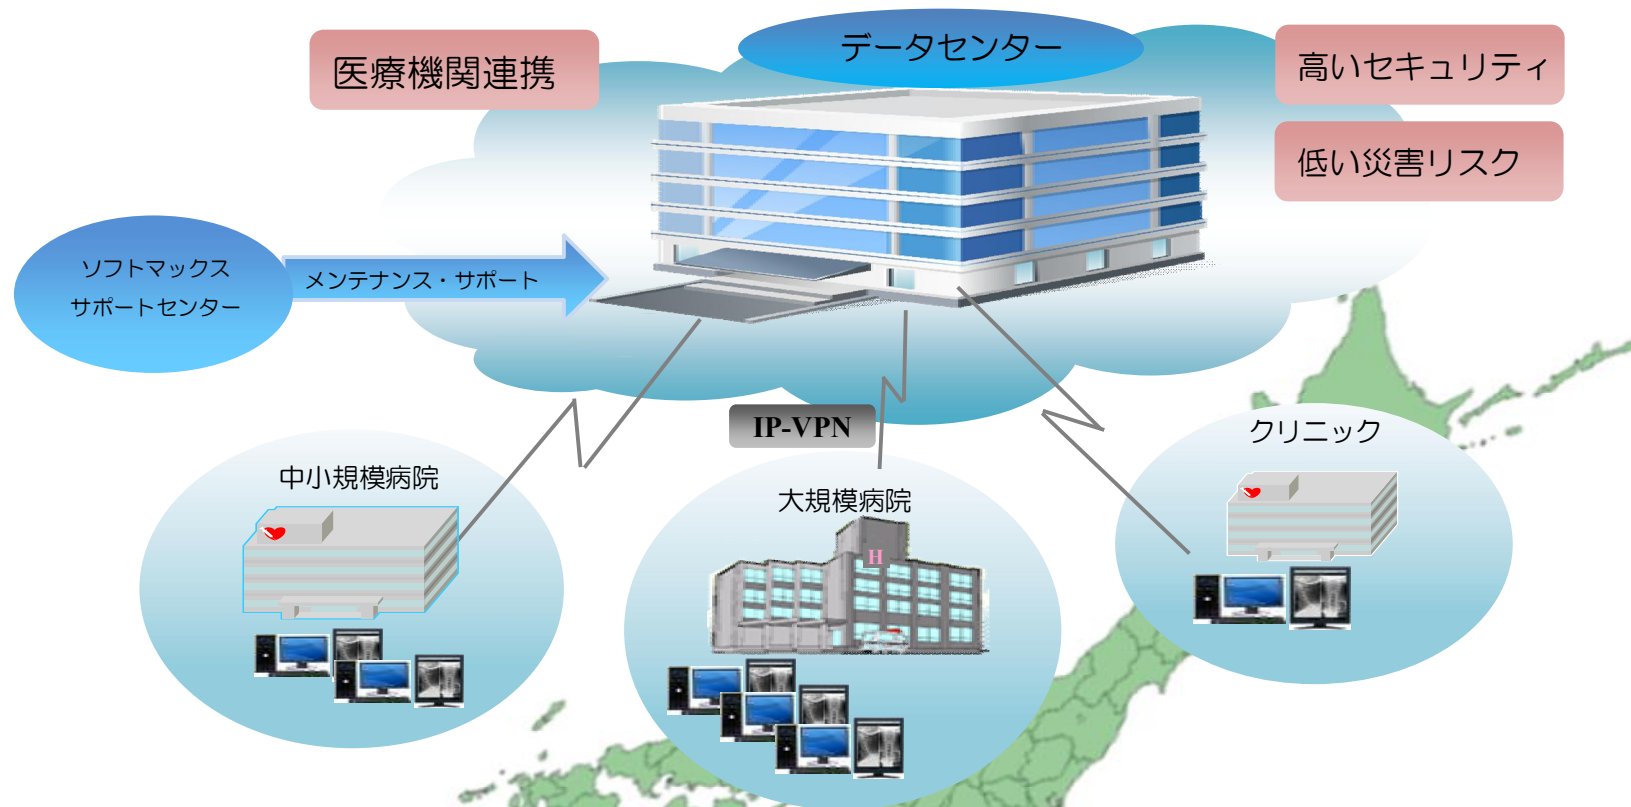 データセンター
医療機関連携
高いセキュリティ
低い災害リスク
ソフトマックス
サポートセンター
メンテナンス・サポート
IP-VPN
中小規模病院
大規模病院
H
クリニック